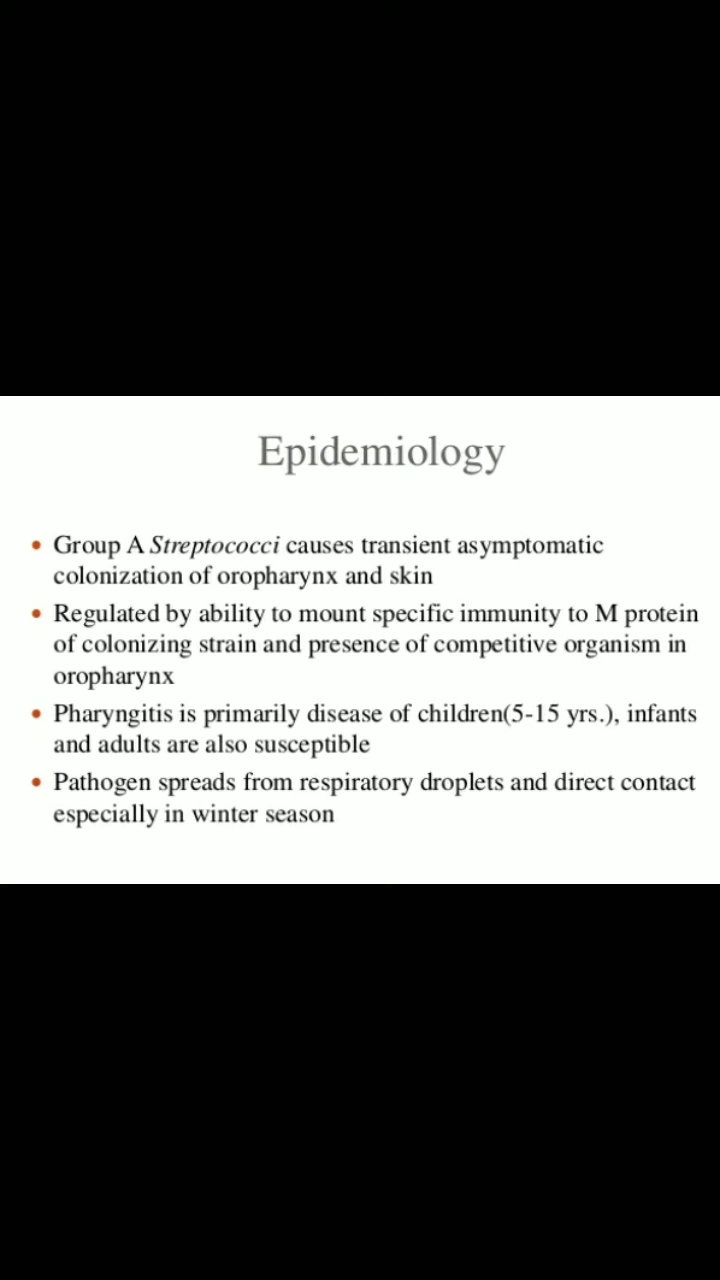 Epidemiology
• Group A Streptococci causes transient asymptomatic
colonization of oropharynx and skin
• Regulated by ability to mount specific immunity to M protein
of colonizing strain and presence of competitive organism in
oropharynx
• Pharyngitis is primarily disease of children(5-15 yrs.), infants
and adults are also susceptible
• Pathogen spreads from respiratory droplets and direct contact
especially in winter season